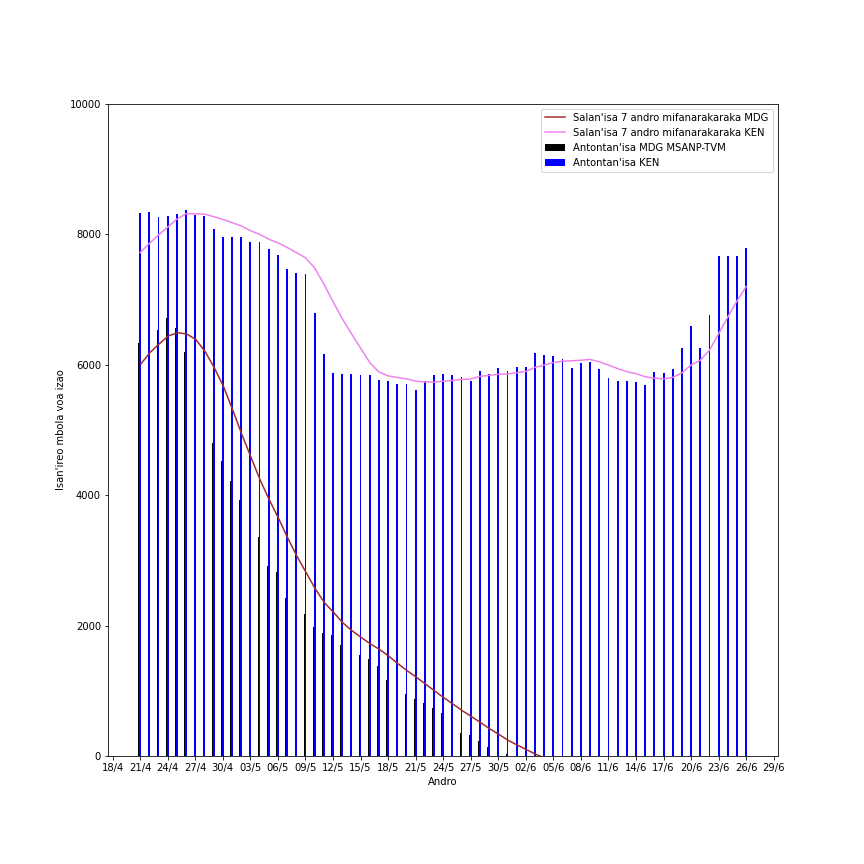 Salan'isa 7 andro mifanarakaraka MDG
Salan'isa 7 andro mifanarakaraka KEN
Antontan'isa MDG MSANP-TVM
Antontan'isa KEN
10000
8000
6000
4000
2000
0
Isan'ireo mbola voa izao
18/4 21/4 24/4 27/4 30/4 03/5 06/5 09/5 12/5 15/5 18/5 21/5 24/5 27/5 30/5 02/6 05/6 08/6 11/6 14/6 17/6 20/6 23/6 26/6 29/6
Andro